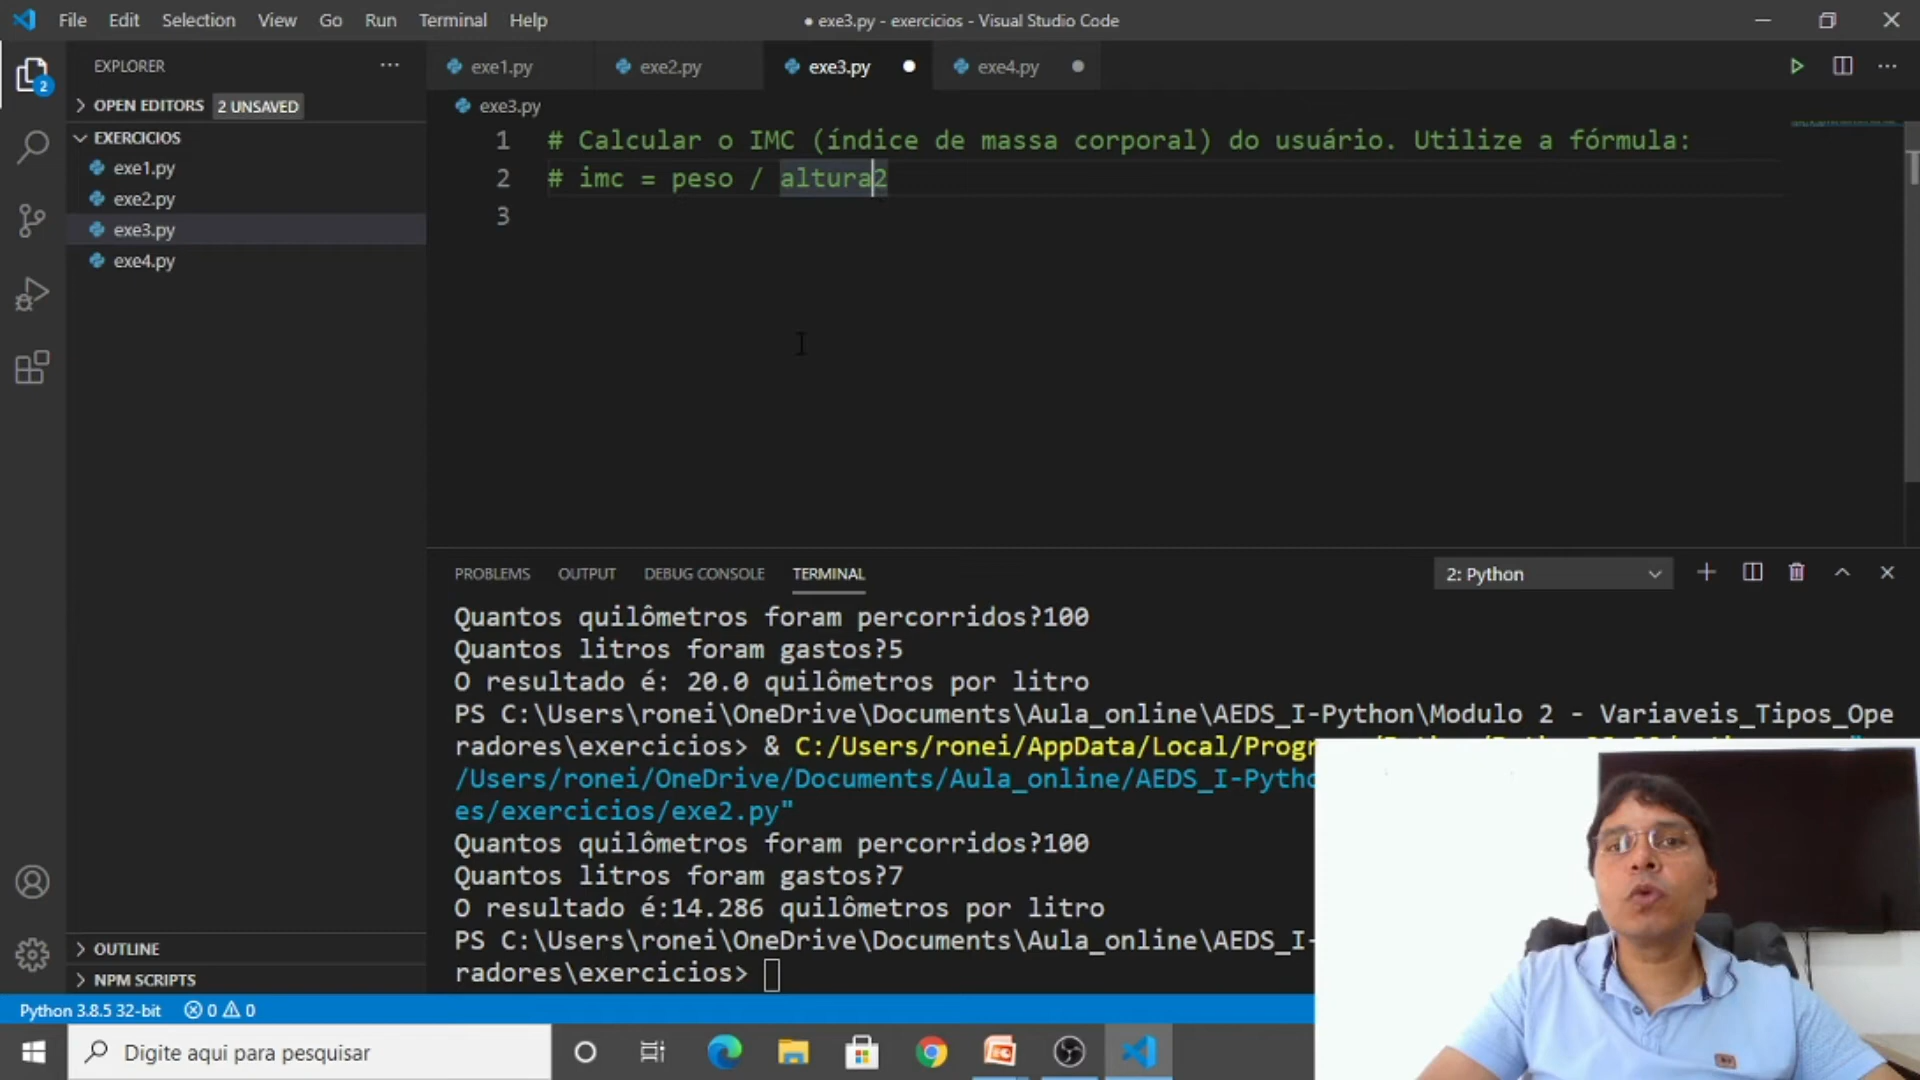 File Edit Selection View Go Run Terminal Help
● exe3.py - exercicios - Visual Studio Code
EXPLORER
OPEN EDITORS 2 UNSAVED
EXERCICIOS
exe1.py
exe2.py
exe3.py
exe4.py
OUTLINE
NPM SCRIPTS
2
exe1.py exe2.py exe3.py exe4.py
exe3.py
1 # Calcular o IMC (índice de massa corporal) do usuário. Utilize a fórmula:
2 # imc = peso / altura2
3
PROBLEMS OUTPUT DEBUG CONSOLE TERMINAL
2: Python
Quantos quilômetros foram percorridos?100
Quantos litros foram gastos?5
O resultado é: 20.0 quilômetros por litro
PS C:\Users\ronei\OneDrive\Documents\Aula_online\AEDS_I-Python\Modulo 2 - Variaveis_Tipos_Ope
radores\exercicios> & C:/Users/ronei/AppData/Local/Progr
/Users/ronei/OneDrive/Documents/Aula_online/AEDS_I-Pytho
es/exercicios/exe2.py"
Quantos quilômetros foram percorridos?100
Quantos litros foram gastos?7
O resultado é:14.286 quilômetros por litro
PS C:\Users\ronei\OneDrive\Documents\Aula_online\AEDS_I-
radores\exercicios>
Python 3.8.5 32-bit 0 0
Digite aqui para pesquisar